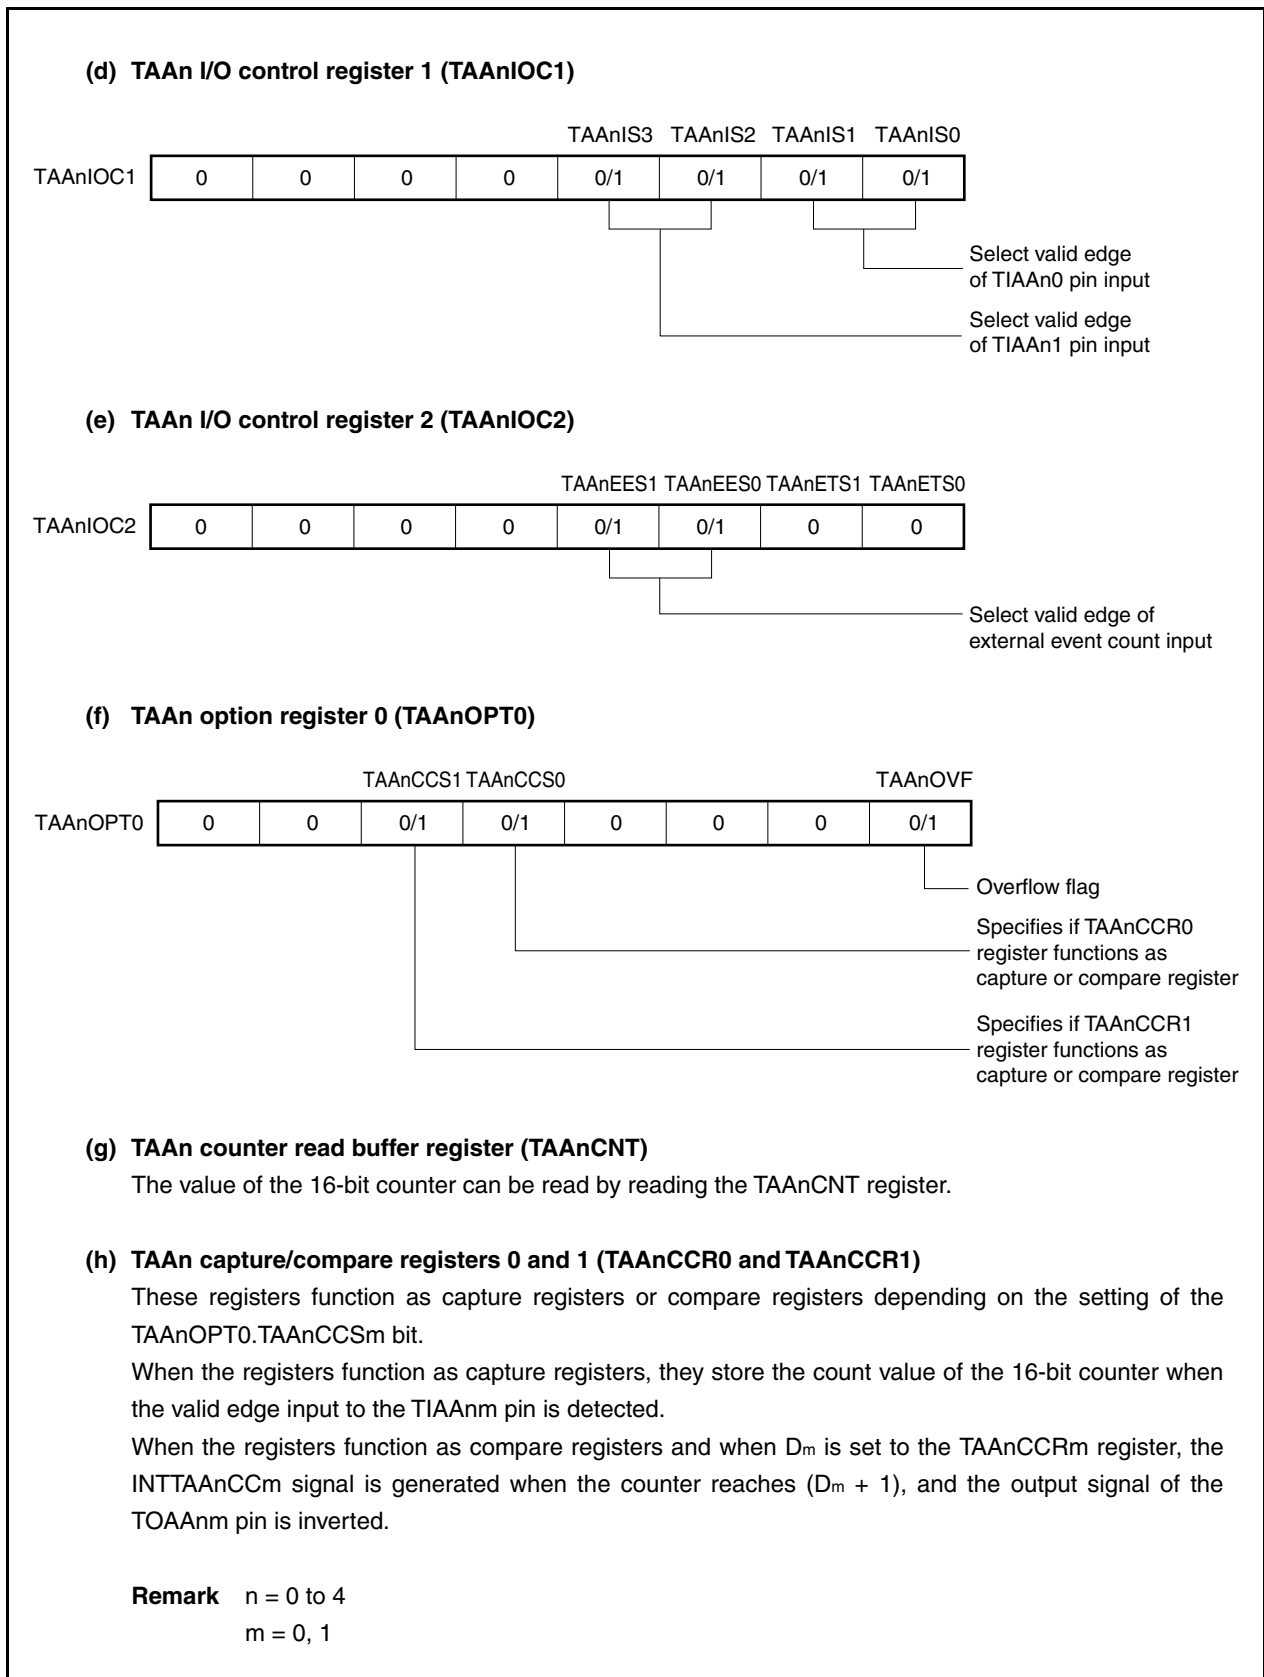 (d) TAAn I/O control register 1 (TAAnIOC1)
TAAnIS3 TAAnIS2 TAAnIS1 TAAnIS0
TAAnIOC1 0 0 0 0 0/1 0/1 0/1 0/1
Select valid edge
of TIAAn0 pin input
Select valid edge
of TIAAn1 pin input
(e) TAAn I/O control register 2 (TAAnIOC2)
TAAnEES1 TAAnEES0 TAAnETS1 TAAnETS0
TAAnIOC2 0 0 0 0 0/1 0/1 0 0
Select valid edge of
external event count input
(f) TAAn option register 0 (TAAnOPT0)
TAAnCCS1 TAAnCCS0 TAAnOVF
TAAnOPT0 0 0 0/1 0/1 0 0 0 0/1
Overflow flag
Specifies if TAAnCCR0
register functions as
capture or compare register
Specifies if TAAnCCR1
register functions as
capture or compare register
(g) TAAn counter read buffer register (TAAnCNT)
The value of the 16-bit counter can be read by reading the TAAnCNT register.
(h) TAAn capture/compare registers 0 and 1 (TAAnCCR0 and TAAnCCR1)
These registers function as capture registers or compare registers depending on the setting of the
TAAnOPT0.TAAnCCSm bit.
When the registers function as capture registers, they store the count value of the 16-bit counter when
the valid edge input to the TIAAnm pin is detected.
When the registers function as compare registers and when Dm is set to the TAAnCCRm register, the
INTTAAnCCm signal is generated when the counter reaches (Dm + 1), and the output signal of the
TOAAnm pin is inverted.
Remark n = 0 to 4
m = 0, 1